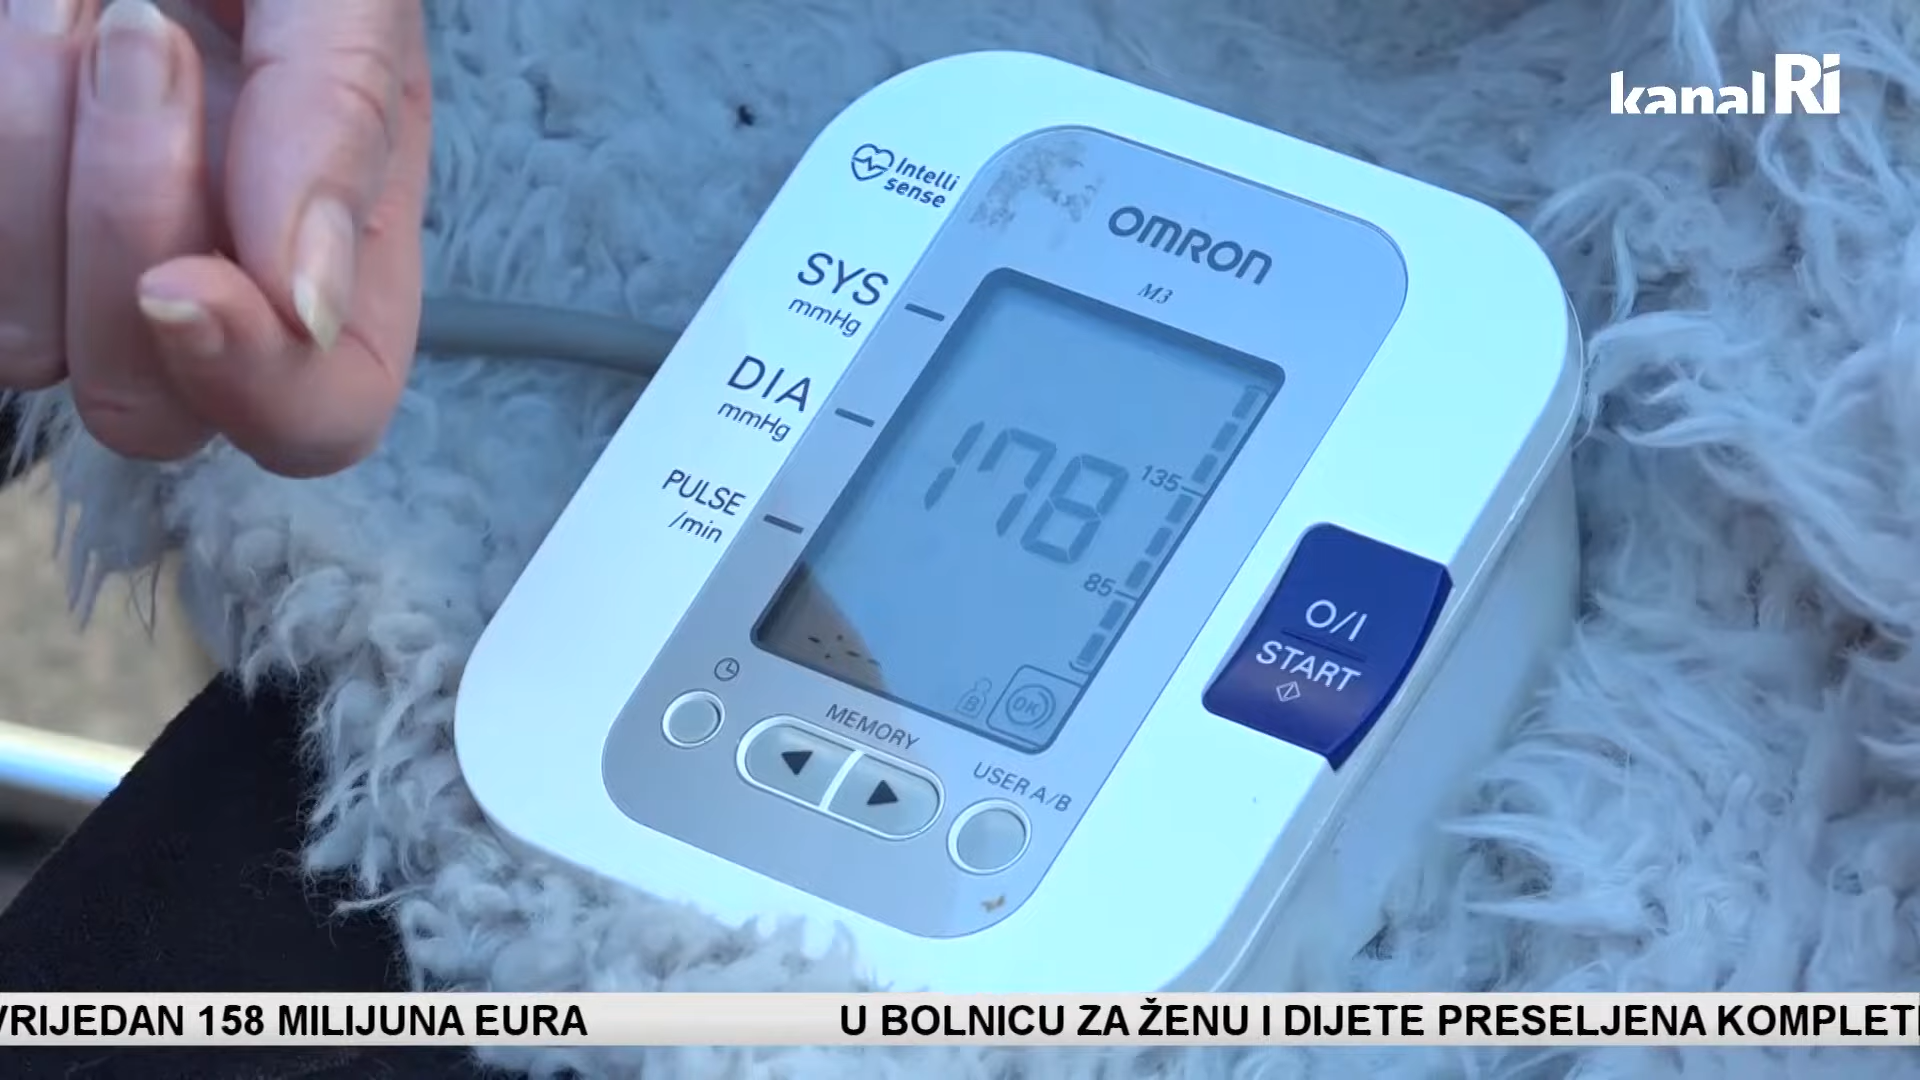 kanalRi
Intelli
sense
OMRON
M3
SYS
mmHg
DIA
mmHg
PULSE
/min
178
135
85
B
OK
O/I
START
MEMORY
USER A/B
VRIJEDAN 158 MILIJUNA EURA
U BOLNICU ZA ŽENU I DIJETE PRESELJENA